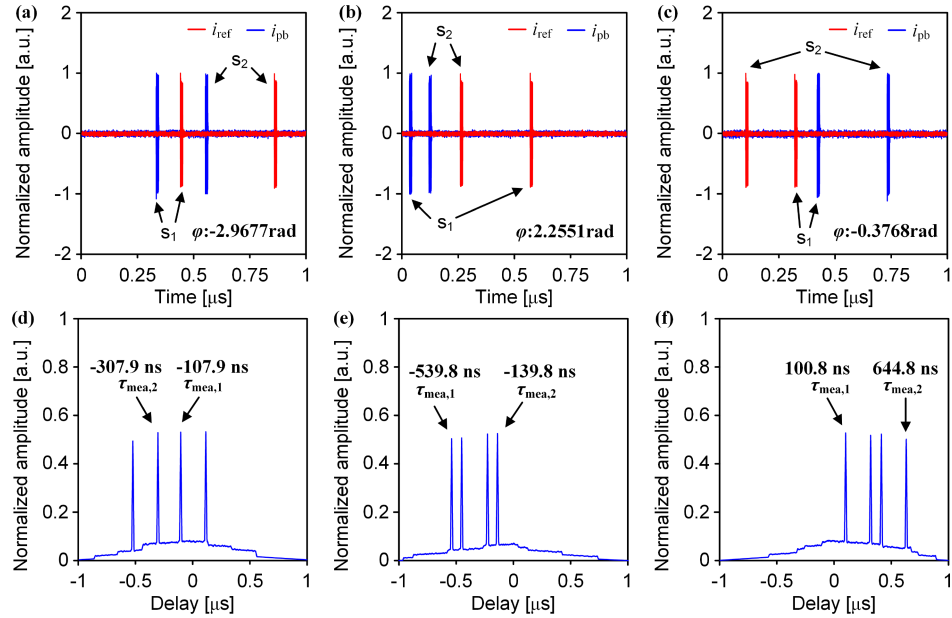 (a)
i_ref i_pb
s_2
2
1
0
-1
-2
s_1
φ:-2.9677rad
0 0.25 0.5 0.75 1
Time [μs]
Normalized amplitude [a.u.]
(b)
i_ref i_pb
s_2
2
1
0
-1
-2
s_1
φ:2.2551rad
0 0.25 0.5 0.75 1
Time [μs]
Normalized amplitude [a.u.]
(c)
i_ref i_pb
s_2
2
1
0
-1
-2
s_1
φ:-0.3768rad
0 0.25 0.5 0.75 1
Time [μs]
Normalized amplitude [a.u.]
(d)
1
0.8
0.6
0.4
0.2
0
-307.9 ns -107.9 ns
τ_mea,2 τ_mea,1
-1 -0.5 0 0.5 1
Delay [μs]
Normalized amplitude [a.u.]
(e)
1
0.8
0.6
0.4
0.2
0
-539.8 ns -139.8 ns
τ_mea,1 τ_mea,2
-1 -0.5 0 0.5 1
Delay [μs]
Normalized amplitude [a.u.]
(f)
1
0.8
0.6
0.4
0.2
0
100.8 ns 644.8 ns
τ_mea,1 τ_mea,2
-1 -0.5 0 0.5 1
Delay [μs]
Normalized amplitude [a.u.]